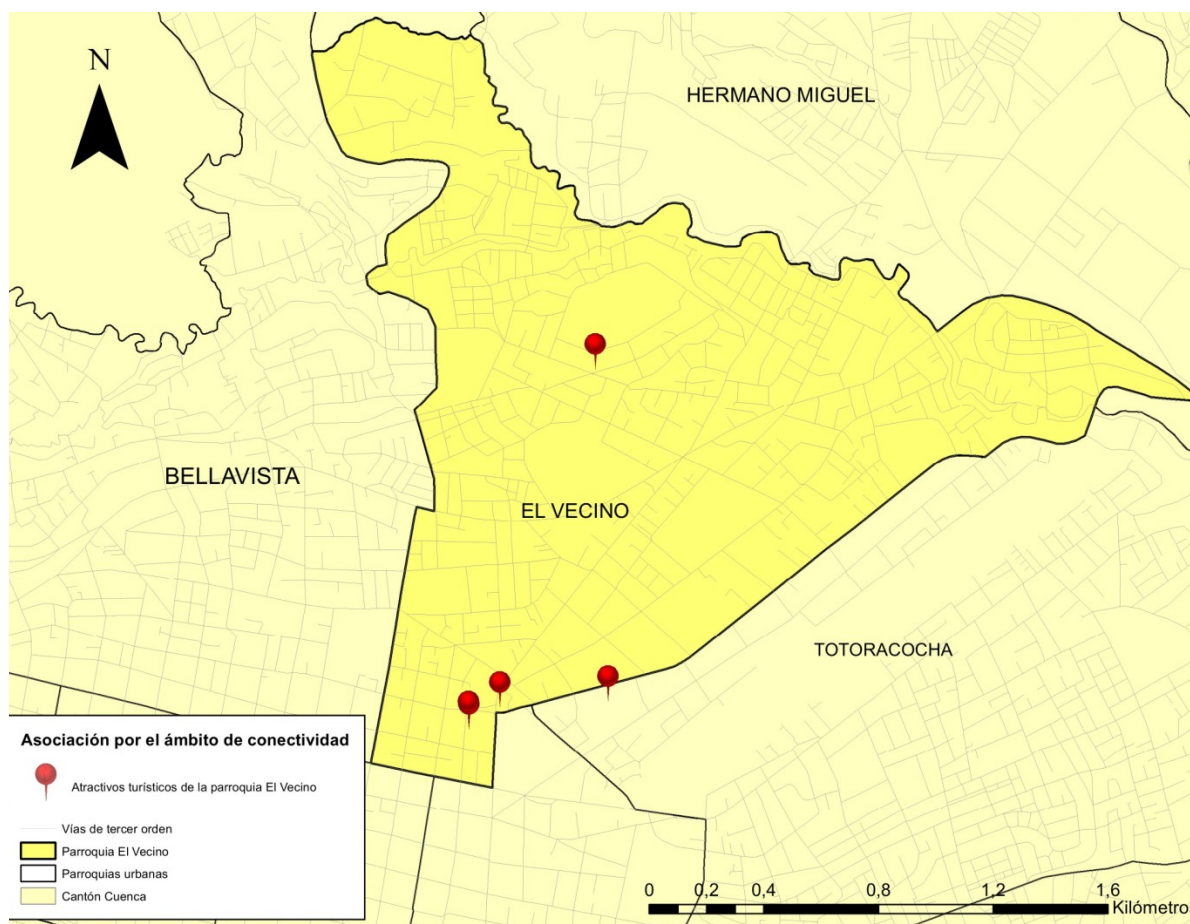 N
HERMANO MIGUEL
BELLAVISTA
EL VECINO
TOTORACOCHA
Asociación por el ámbito de conectividad
Atractivos turísticos de la parroquia El Vecino
Vías de tercer orden
Parroquia El Vecino
Parroquias urbanas
Cantón Cuenca
0 0,2 0,4 0,8 1,2 1,6
Kilómetro